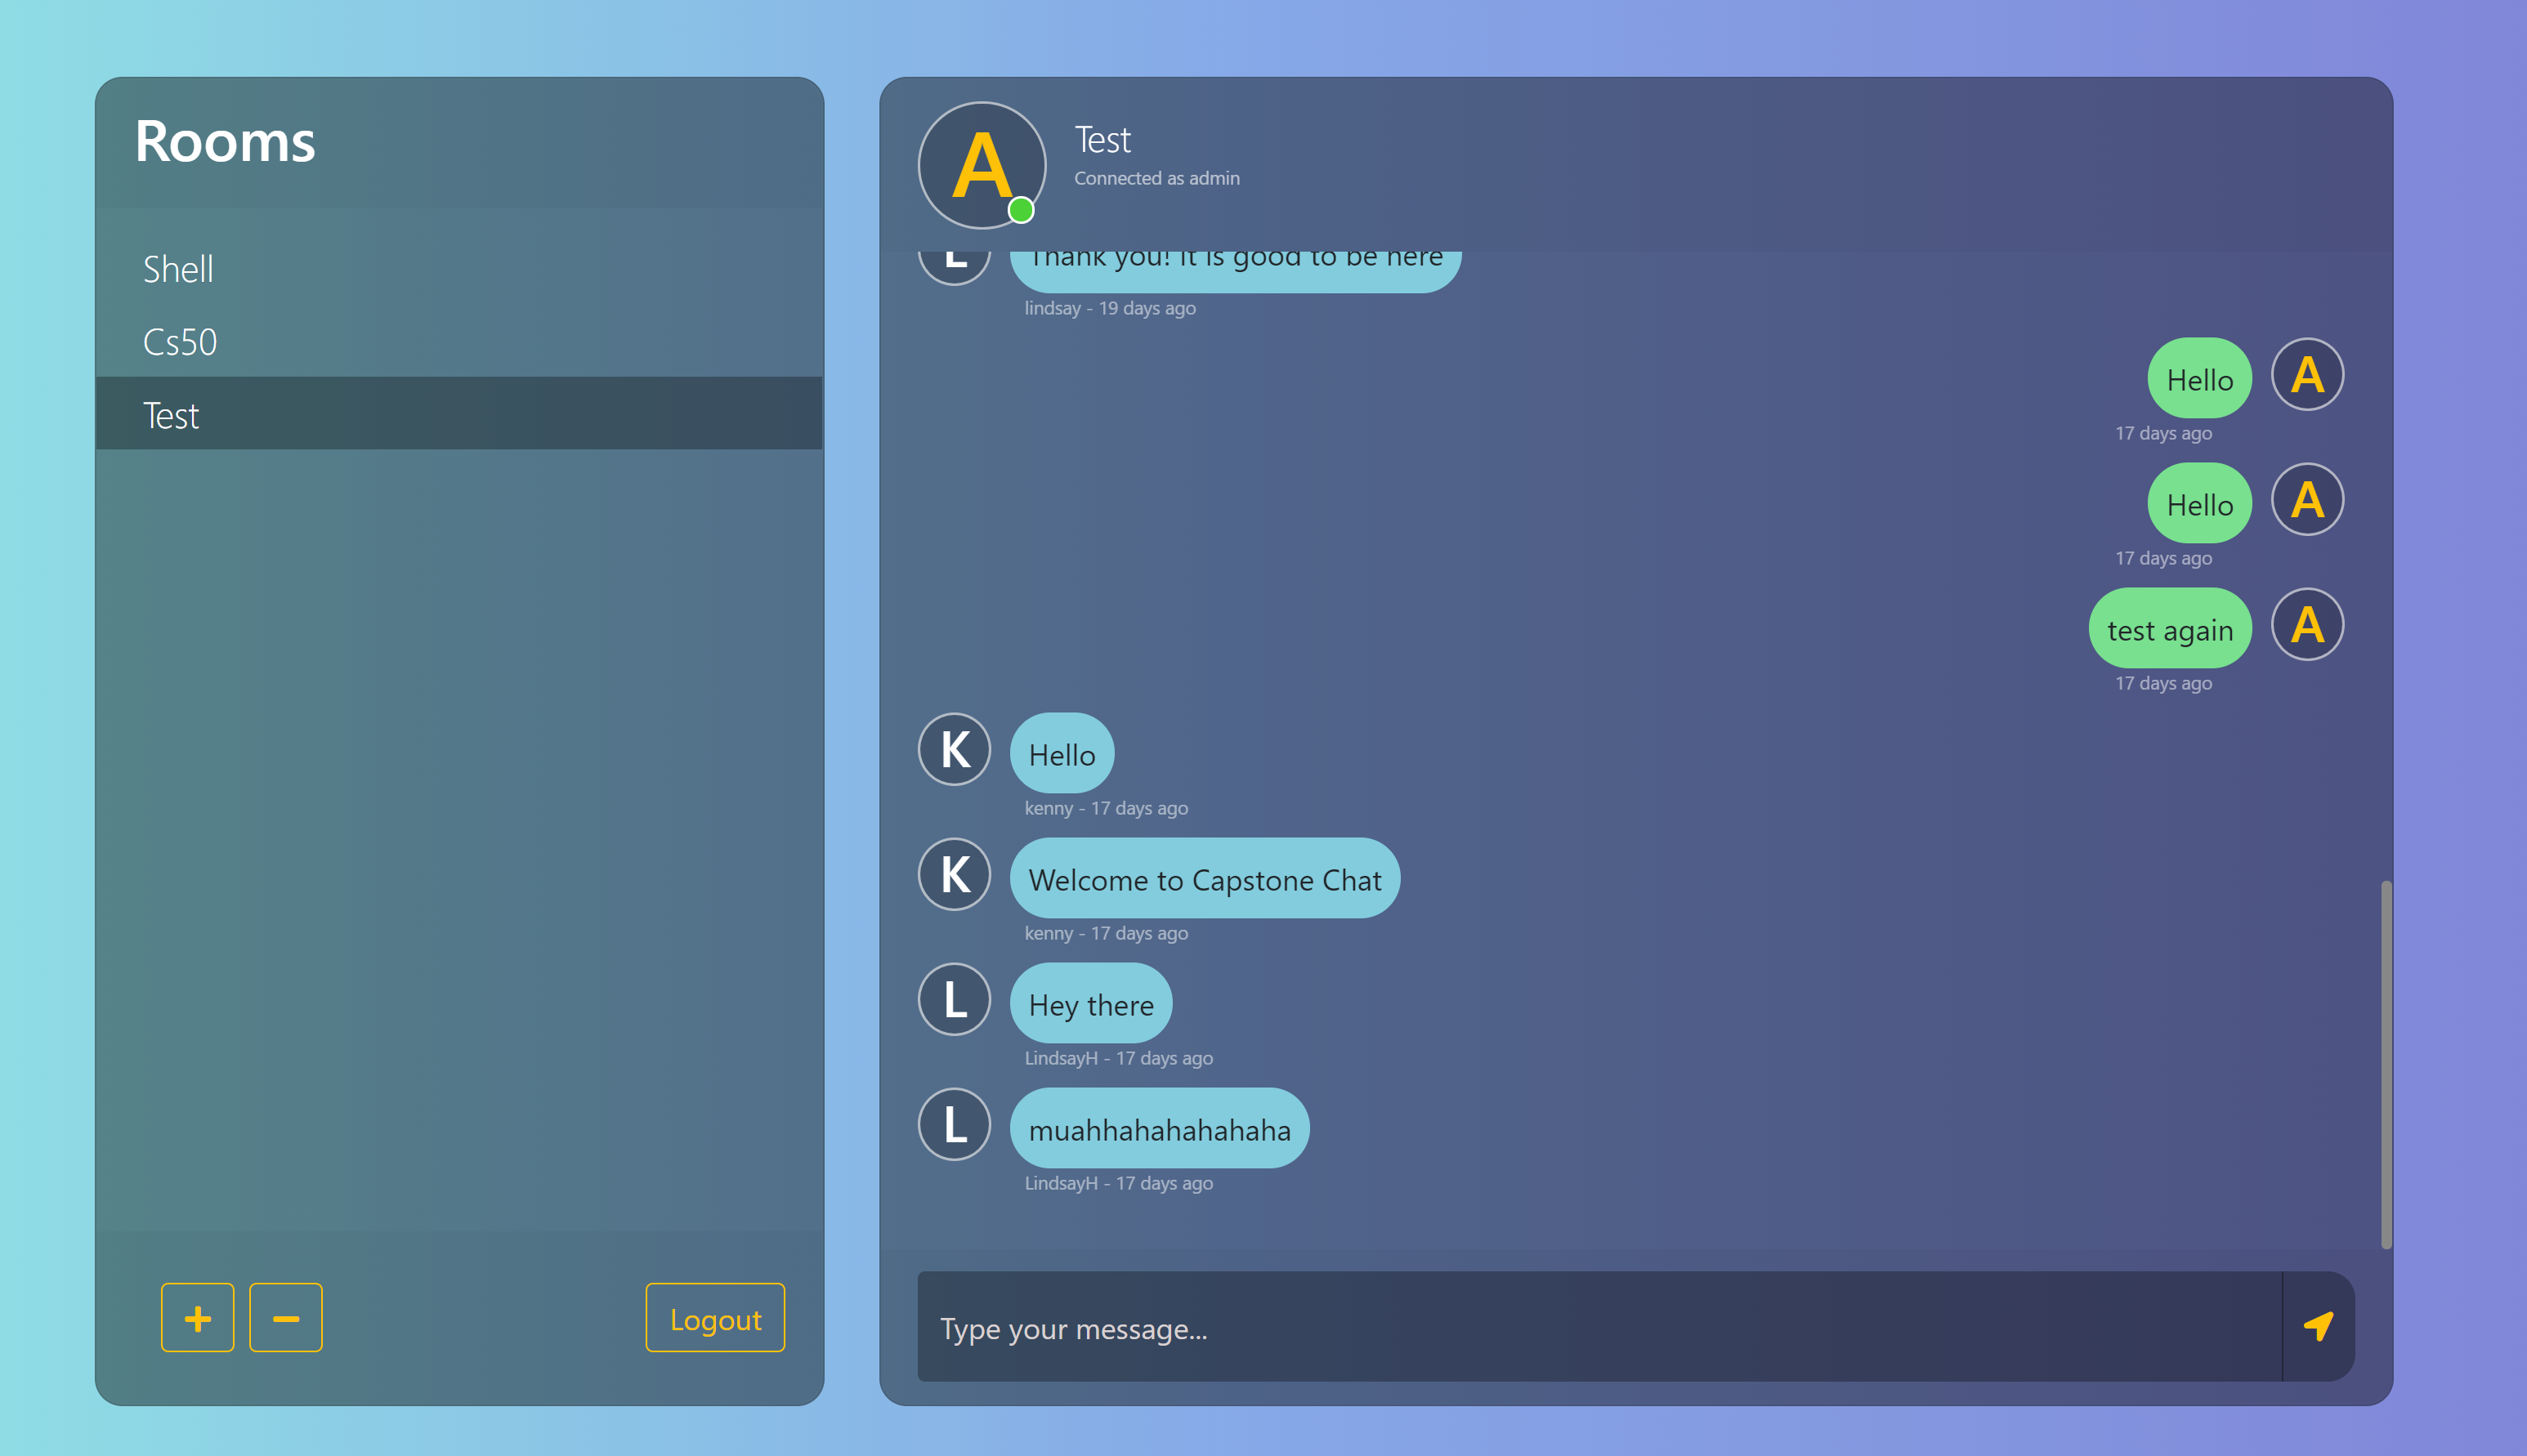 Rooms
Shell
Cs50
Test
Logout
A
Test
Connected as admin
L
Thank you! It is good to be here
lindsay - 19 days ago
Hello
A
17 days ago
Hello
A
17 days ago
test again
A
17 days ago
K
Hello
kenny - 17 days ago
K
Welcome to Capstone Chat
kenny - 17 days ago
L
Hey there
LindsayH - 17 days ago
L
muahhahahahahaha
LindsayH - 17 days ago
Type your message...